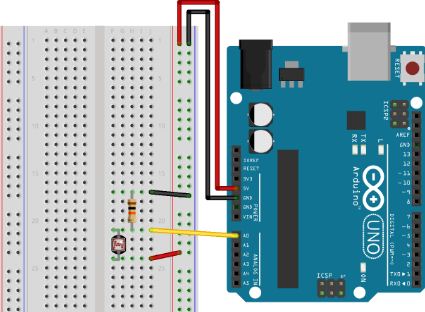 A B C D E
F G H I J
1
5
10
15
20
25
RESET
ICSP2
IOREF
RESET
3V3
5V
GND
GND
VIN
POWER
A0
A1
A2
A3
A4
A5
ANALOG IN
RX
TX
L
Arduino
UNO
ON
ICSP
AREF
GND
13
12
~11
~10
~9
8
7
~6
~5
4
~3
2
TX→1
RX←0
DIGITAL (PWM=~)